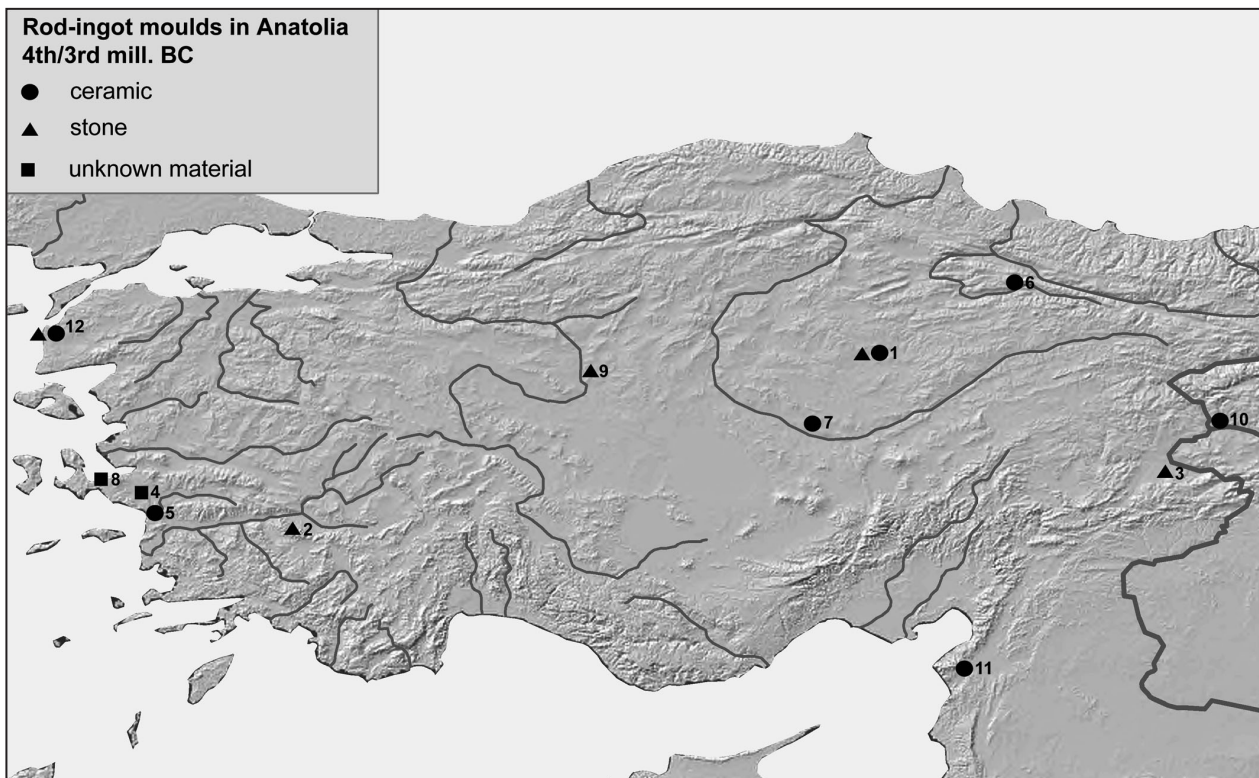 Rod-ingot moulds in Anatolia
4th/3rd mill. BC
ceramic
stone
unknown material
6
12
1
9
7
10
3
8
4
5
2
11